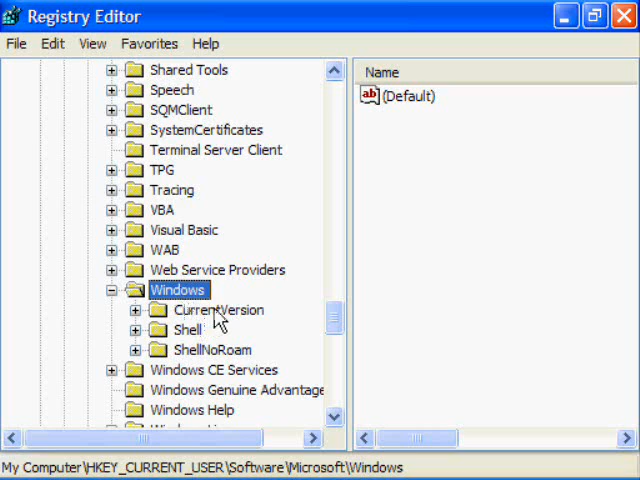 Registry Editor
File Edit View Favorites Help
Shared Tools
Speech
SQMClient
SystemCertificates
Terminal Server Client
TPG
Tracing
VBA
Visual Basic
WAB
Web Service Providers
Windows
CurrentVersion
Shell
ShellNoRoam
Windows CE Services
Windows Genuine Advantage
Windows Help
Name
ab (Default)
My Computer\HKEY_CURRENT_USER\Software\Microsoft\Windows